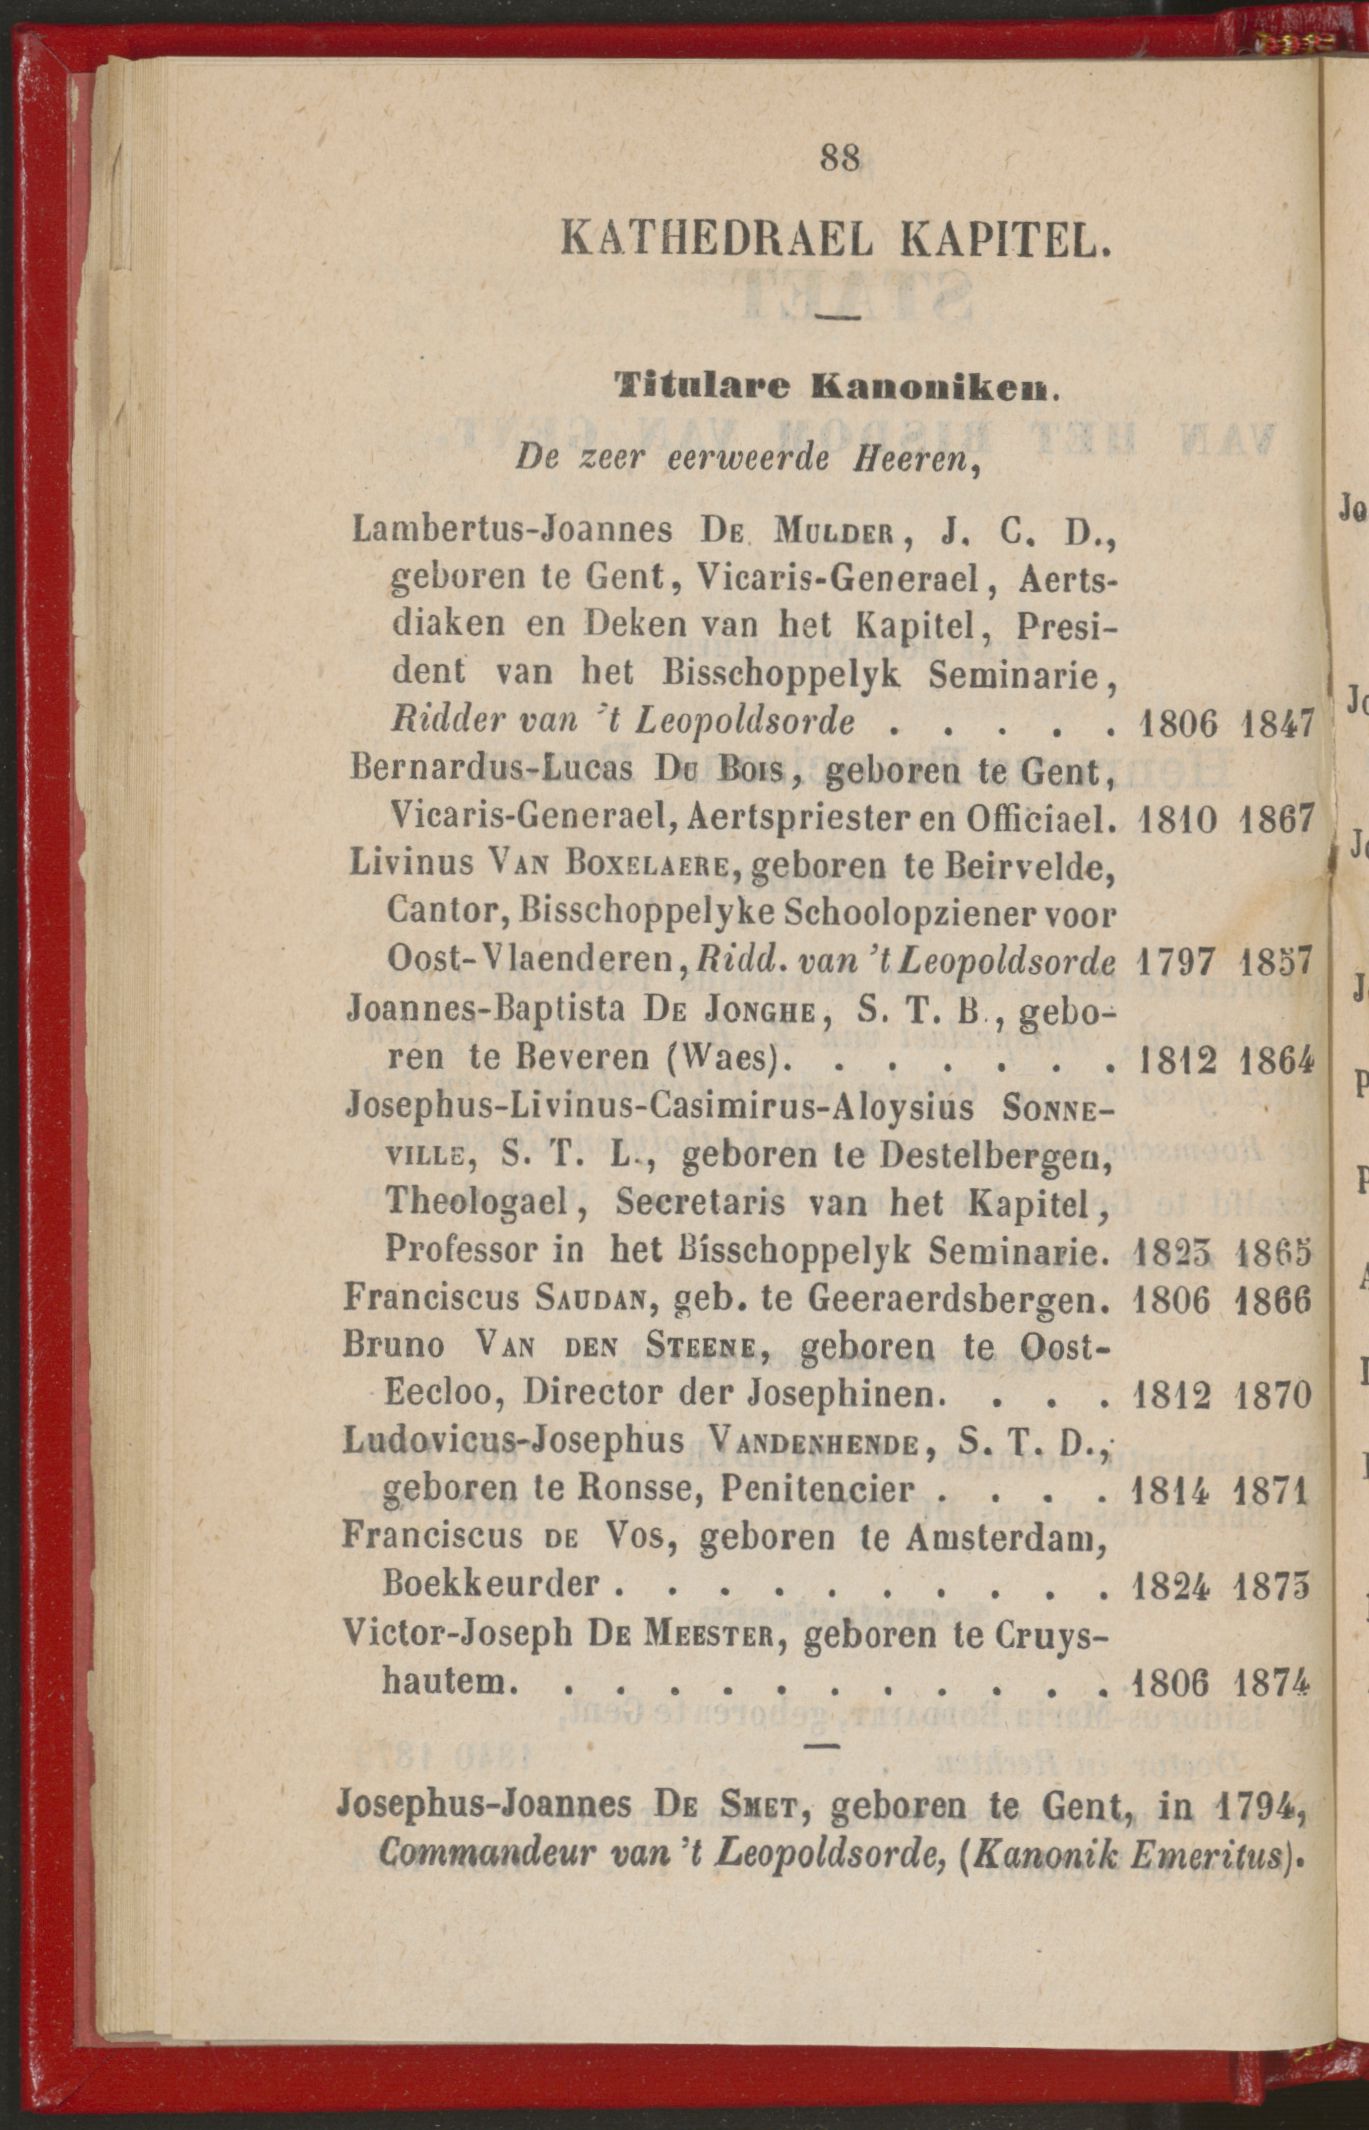 88
KATHEDRAEL KAPITEL.
Titulare Kanoniken.
De zeer eerweerde Heeren,
Lambertus-Joannes DE MULDER, J. C. D.,
geboren te Gent, Vicaris-Generael, Aerts-
diaken en Deken van het Kapitel, Presi-
dent van het Bisschoppelyk Seminarie,
Ridder van 't Leopoldsorde . . . . . 1806 1847
Bernardus-Lucas DU BOIS, geboren te Gent,
Vicaris-Generael, Aertspriester en Officiael. 1810 1867
Livinus VAN BOXELAERE, geboren te Beirvelde,
Cantor, Bisschoppelyke Schoolopziener voor
Oost-Vlaenderen, Ridd. van 't Leopoldsorde 1797 1857
Joannes-Baptista DE JONGHE, S. T. B., gebo-
ren te Beveren (Waes). . . . . . . 1812 1864
Josephus-Livinus-Casimirus-Aloysius SONNE-
VILLE, S. T. L., geboren te Destelbergen,
Theologael, Secretaris van het Kapitel,
Professor in het Bisschoppelyk Seminarie. 1823 1865
Franciscus SAUDAN, geb. te Geeraerdsbergen. 1806 1866
Bruno VAN DEN STEENE, geboren te Oost-
Eecloo, Director der Josephinen. . . . 1812 1870
Ludovicus-Josephus VANDENHENDE, S. T. D.,
geboren te Ronsse, Penitencier . . . . 1814 1871
Franciscus DE VOS, geboren te Amsterdam,
Boekkeurder . . . . . . . . . . 1824 1873
Victor-Joseph DE MEESTER, geboren te Cruys-
hautem. . . . . . . . . . . . 1806 1874
Josephus-Joannes DE SMET, geboren te Gent, in 1794,
Commandeur van 't Leopoldsorde, (Kanonik Emeritus).